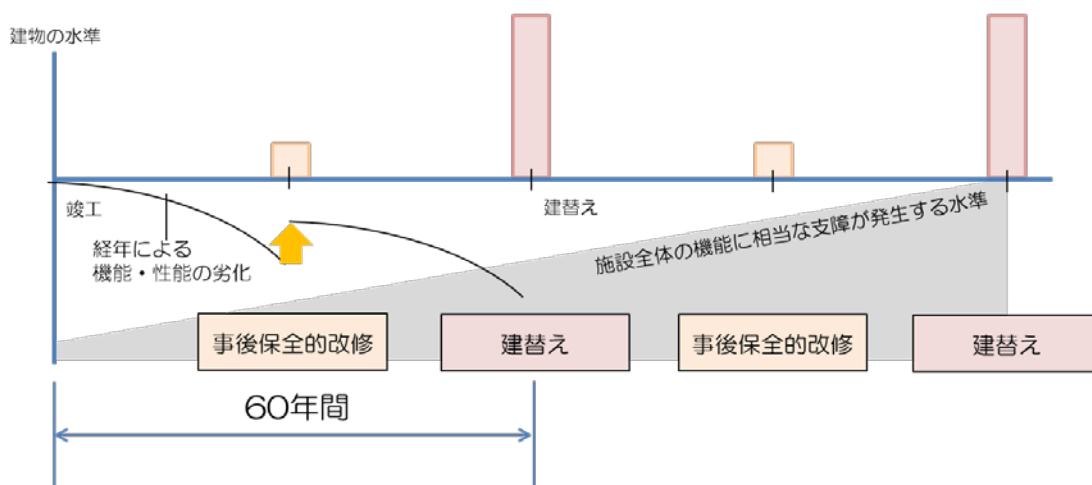 建物の水準
竣工
建替え
経年による
機能・性能の劣化
施設全体の機能に相当な支障が発生する水準
事後保全的改修
建替え
事後保全的改修
建替え
60年間